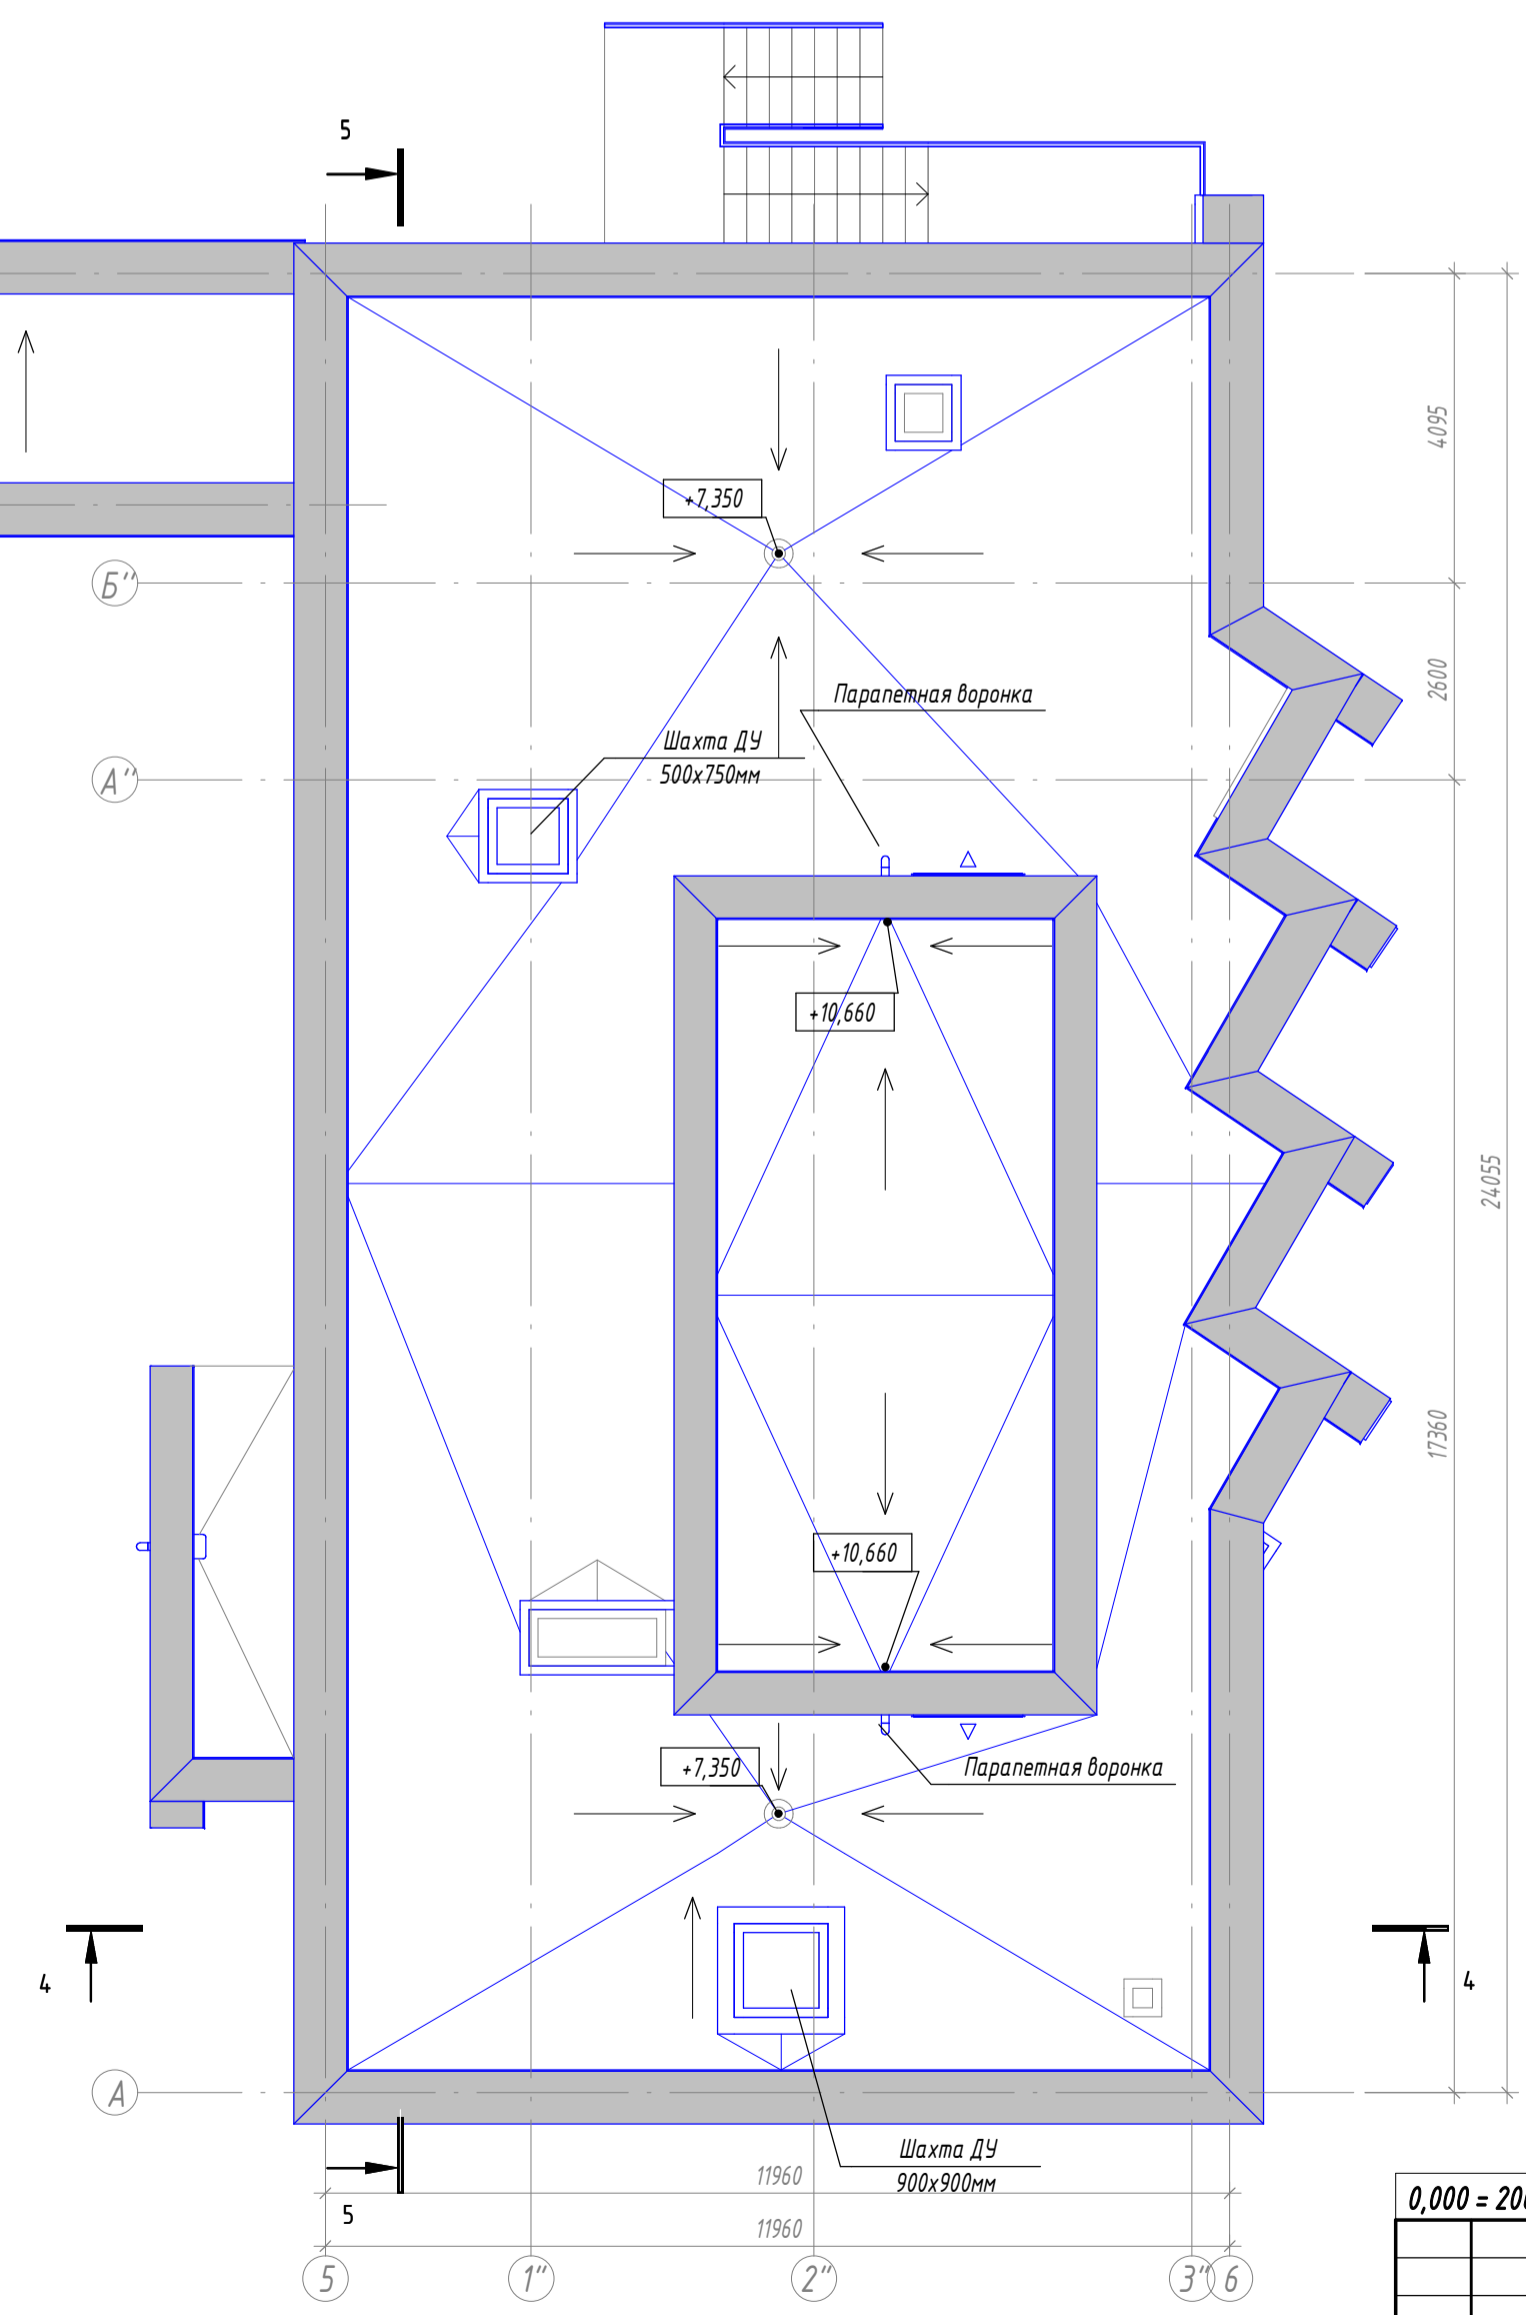 5
4095
+7,350
Б''
2600
Парапетная воронка
Шахта ДУ
500х750мм
А''
+10,660
24055
17360
+10,660
+7,350
Парапетная воронка
4
4
А
Шахта ДУ
900х900мм
11960
5
11960
0,000 = 20
5
1''
2''
3''
6